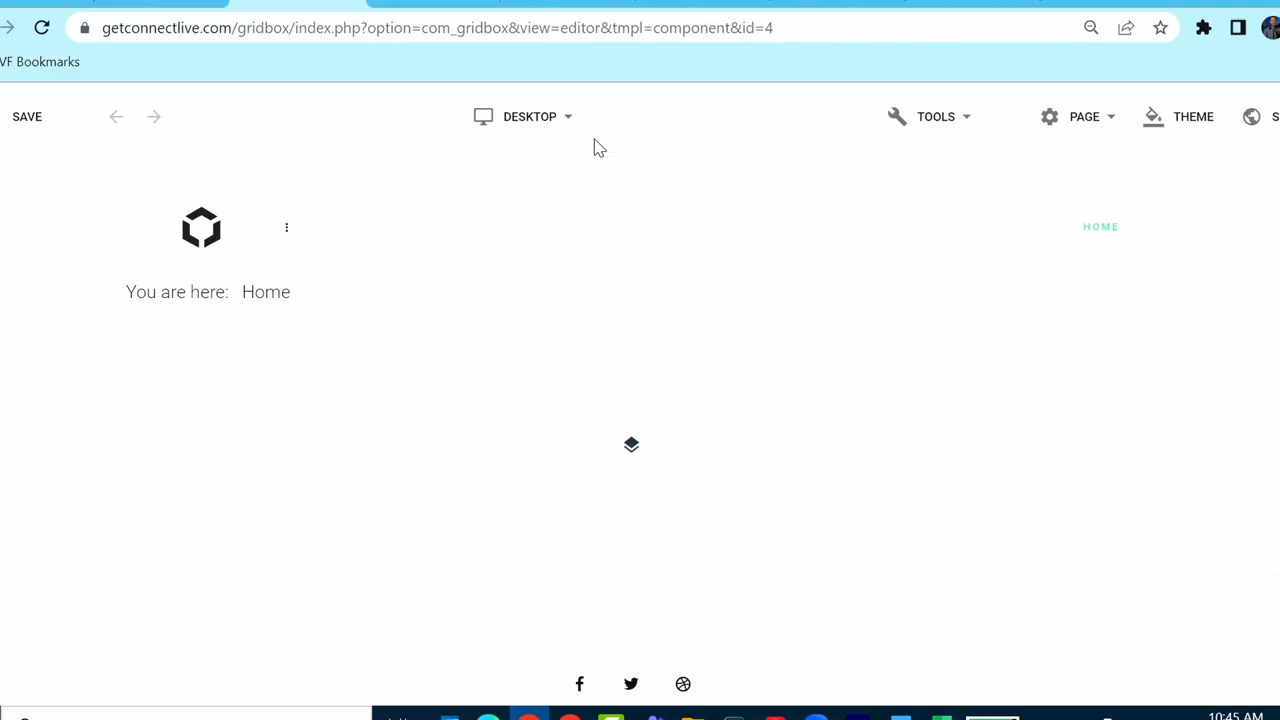 getconnectlive.com/gridbox/index.php?option=com_gridbox&view=editor&tmpl=component&id=4
VF Bookmarks
SAVE
DESKTOP
TOOLS
PAGE
THEME
S
HOME
You are here: Home
10:45 AM